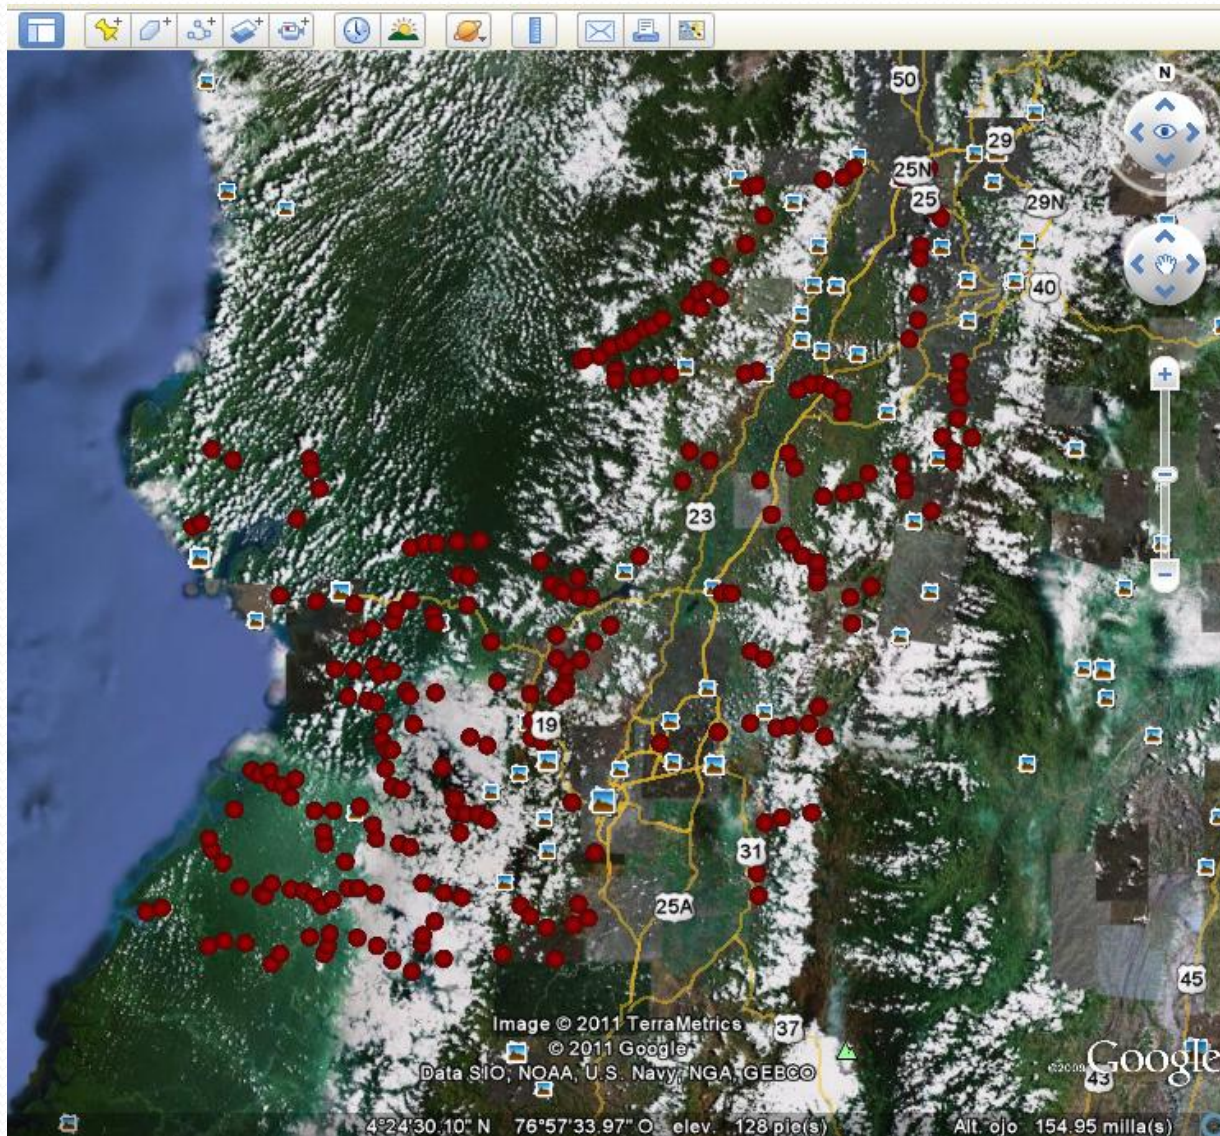 N
50
29
25N
25
29N
40
23
19
31
25A
45
37
43
Image © 2011 TerraMetrics
© 2011 Google
Data SIO, NOAA, U.S. Navy, NGA, GEBCO
©2009 Google
4°24'30.10" N 76°57'33.97" O elev. 128 pie(s) Alt. ojo 154.95 milla(s)